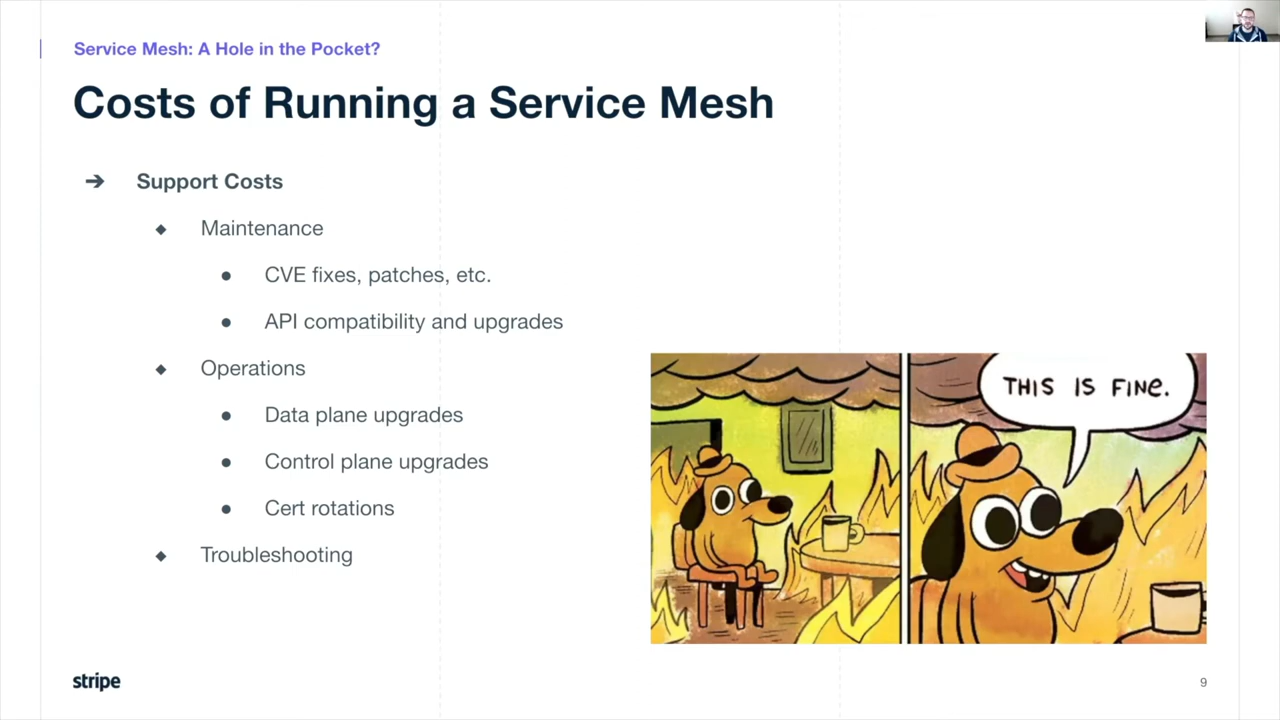 Service Mesh: A Hole in the Pocket?
Costs of Running a Service Mesh
➔ Support Costs
◆ Maintenance
● CVE fixes, patches, etc.
● API compatibility and upgrades
◆ Operations
● Data plane upgrades
● Control plane upgrades
● Cert rotations
◆ Troubleshooting
THIS IS FINE.
stripe
9